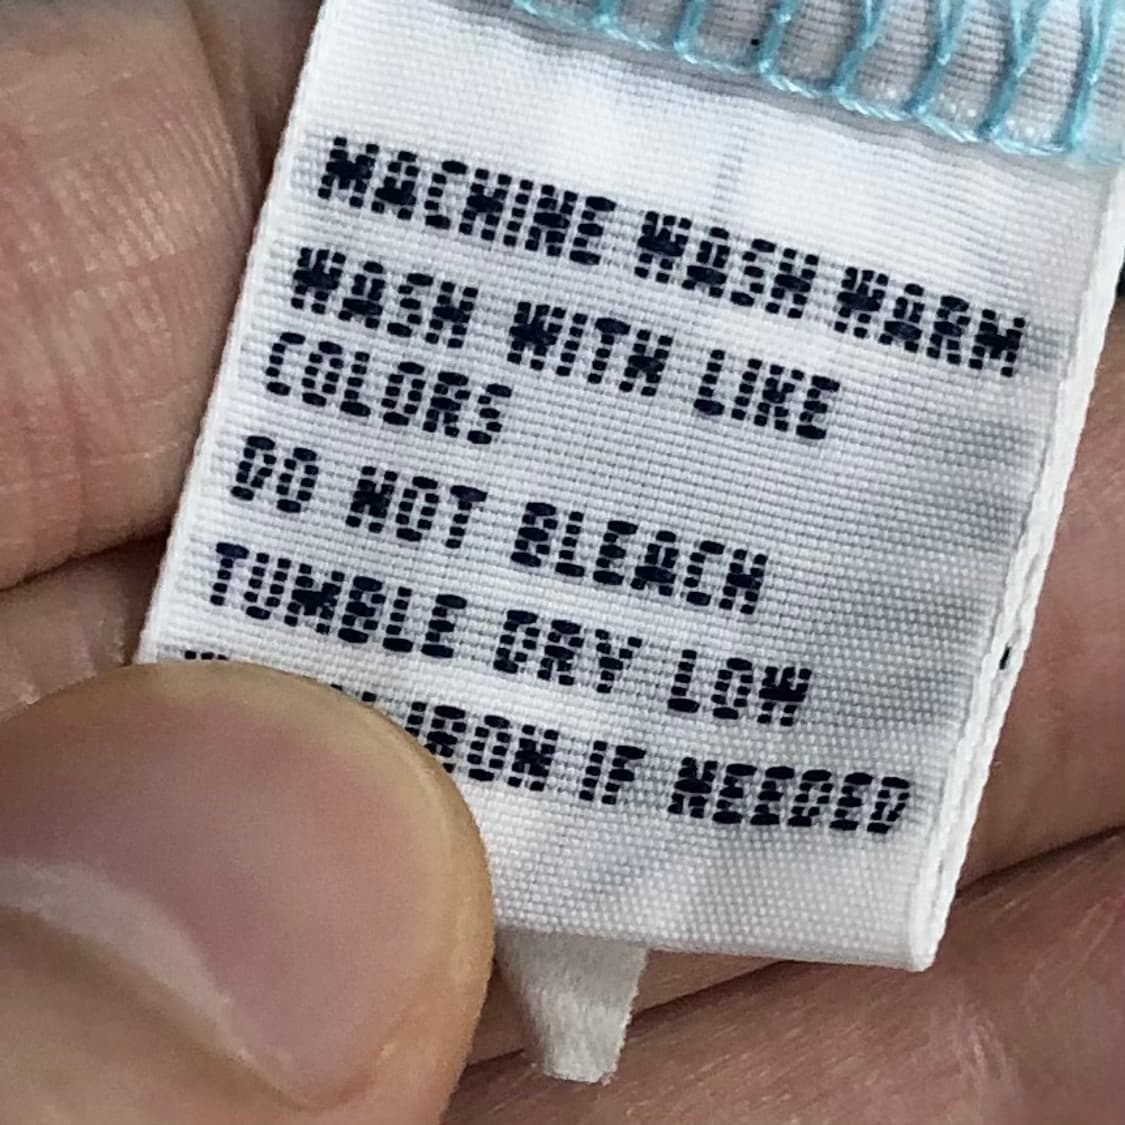 MACHINE WASH WARM
WASH WITH LIKE
COLORS
DO NOT BLEACH
TUMBLE DRY LOW
IRON IF NEEDED